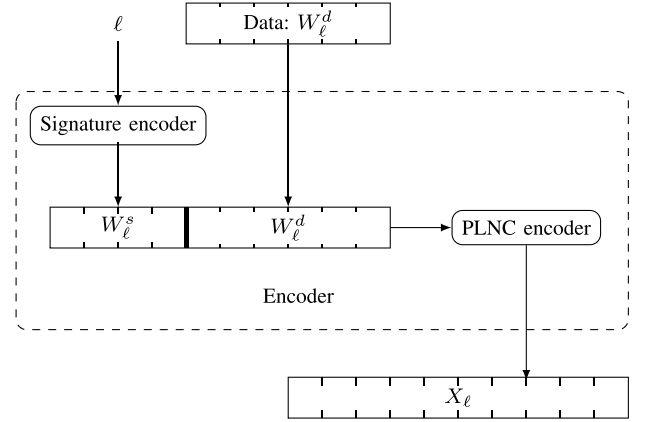 ℓ
Data: W_ℓ^d
Signature encoder
W_ℓ^s W_ℓ^d
PLNC encoder
Encoder
X_ℓ